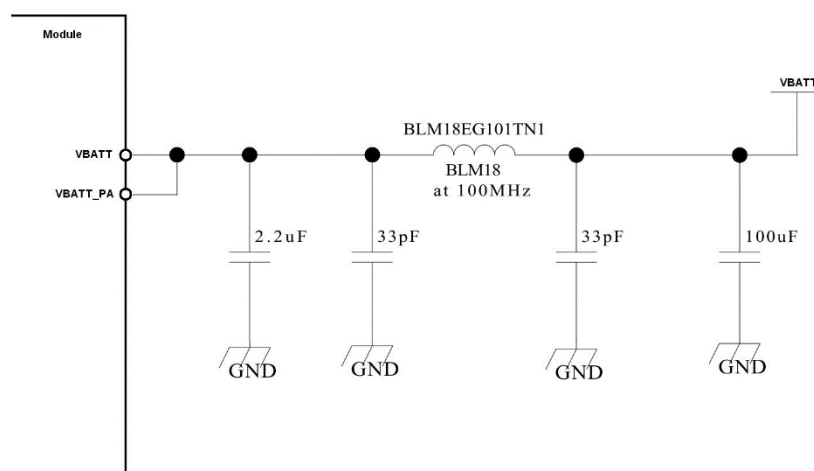 Module
VBATT
BLM18EG101TN1
VBATT
BLM18
at 100MHz
VBATT_PA
2.2uF
33pF
33pF
100uF
GND
GND
GND
GND